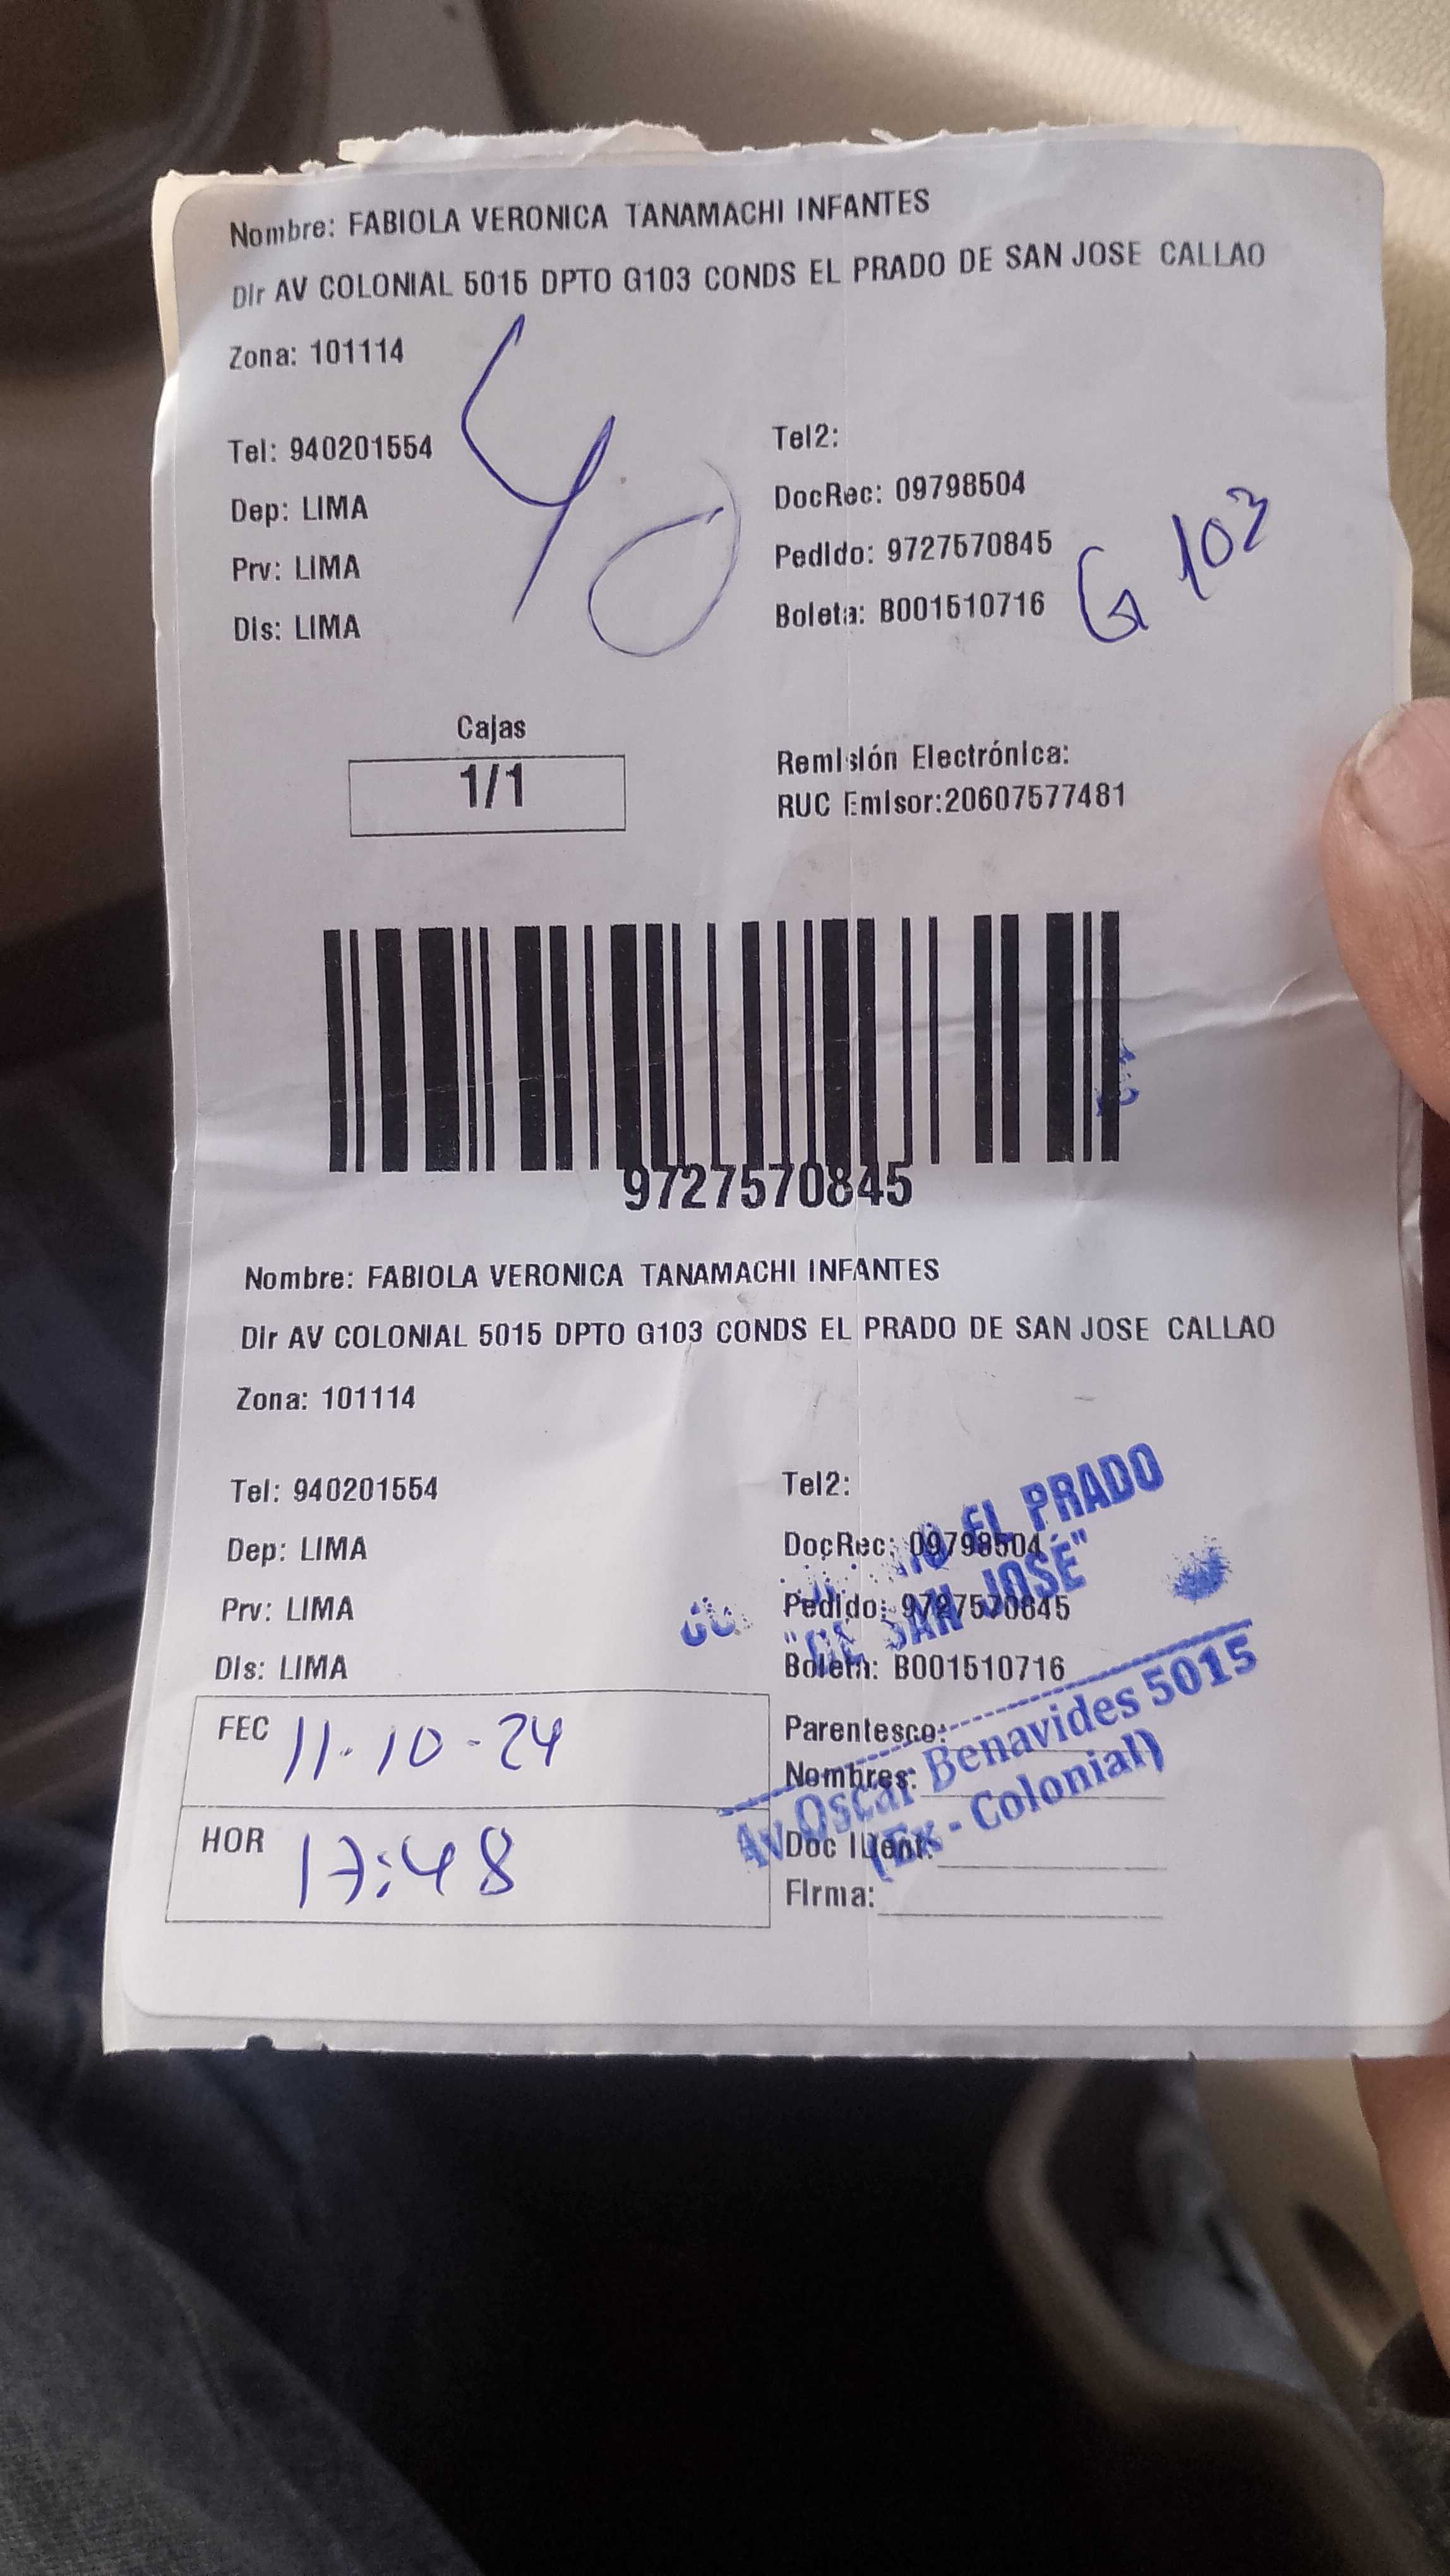 Nombre: FABIOLA VERONICA TANAMACHI INFANTES
Dir AV COLONIAL 5015 DPTO G103 CONDS EL PRADO DE SAN JOSE CALLAO
Zona: 101114
40
Tel: 940201554
Tel2:
Dep: LIMA
DocRec: 09798504
Prv: LIMA
Pedido: 9727570845
G 103
Dis: LIMA
Boleta: B001510716
Cajas
1/1
Remisión Electrónica:
RUC Emisor:20607577481
9727570845
Nombre: FABIOLA VERONICA TANAMACHI INFANTES
Dir AV COLONIAL 5015 DPTO G103 CONDS EL PRADO DE SAN JOSE CALLAO
Zona: 101114
Tel: 940201554
Tel2:
Dep: LIMA
DocRec: 09798504
Prv: LIMA
Pedido: 9727570845
Dis: LIMA
Boleta: B001510716
EL PRADO
"DE SAN JOSÉ"
Av Oscar Benavides 5015
(Ex - Colonial)
FEC 11-10-24
Parentesco:
Nombres:
HOR 17:48
Doc Ident:
Firma: